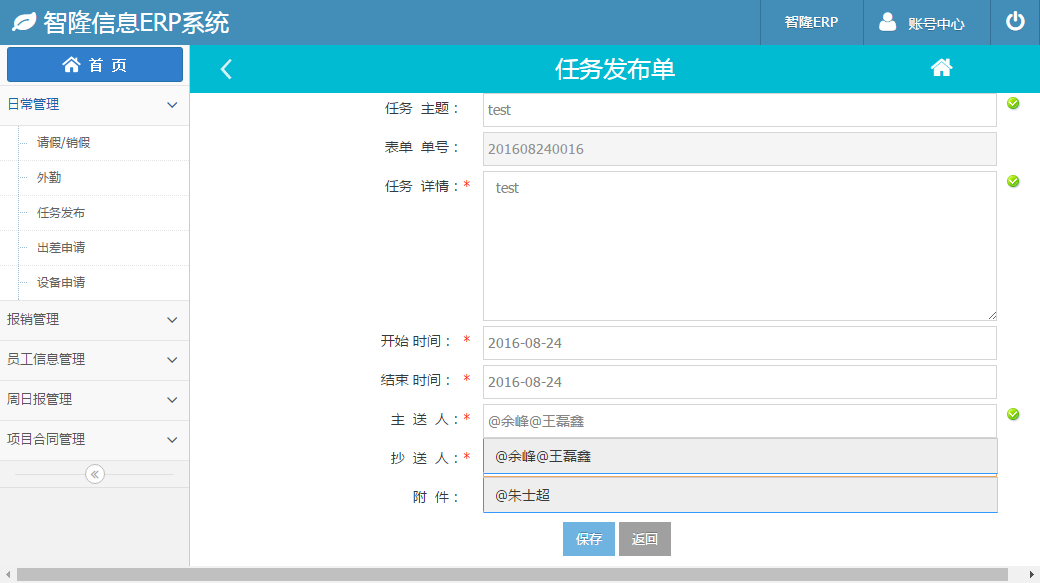 智隆信息ERP系统
智隆ERP
账号中心
首 页
任务发布单
日常管理
请假/销假
外勤
任务发布
出差申请
设备申请
报销管理
员工信息管理
周日报管理
项目合同管理
任务 主题： test
表单 单号： 201608240016
任务 详情：* test
开始 时间： * 2016-08-24
结束 时间： * 2016-08-24
主 送 人：* @余峰@王磊鑫
抄 送 人：* @余峰@王磊鑫
附 件： @朱士超
保存
返回